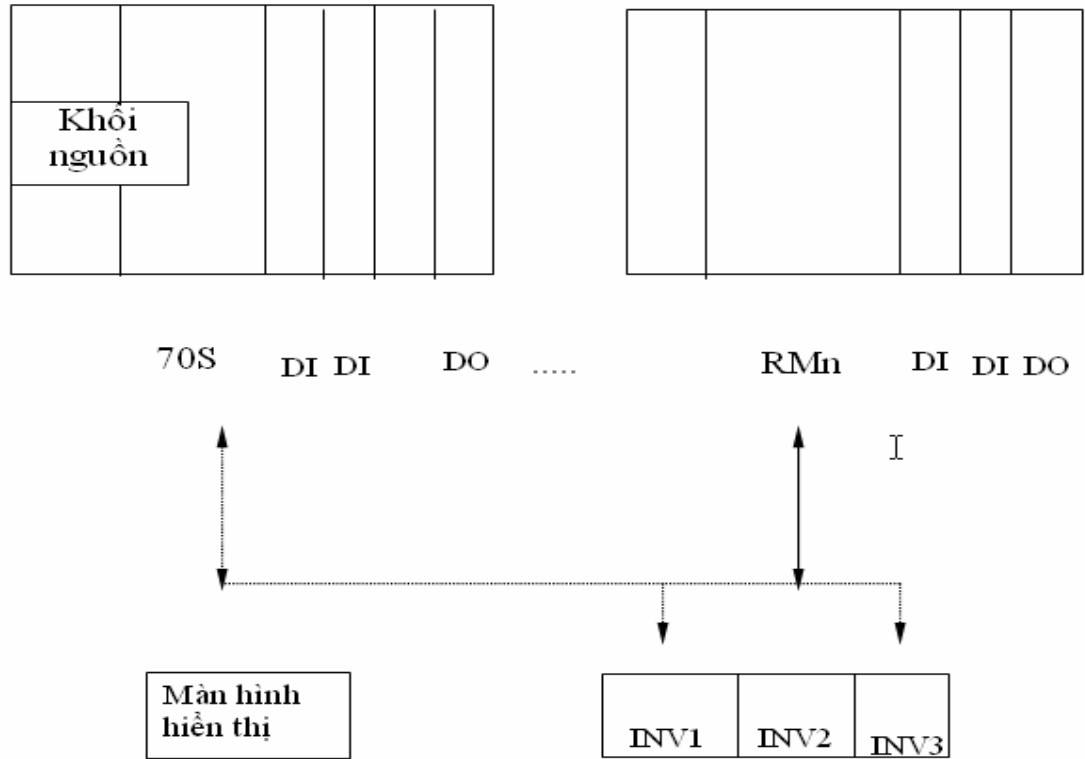 Khối
nguồn
70S DI DI DO ..... RMn DI DI DO
Màn hình
hiển thị
INV1 INV2 INV3